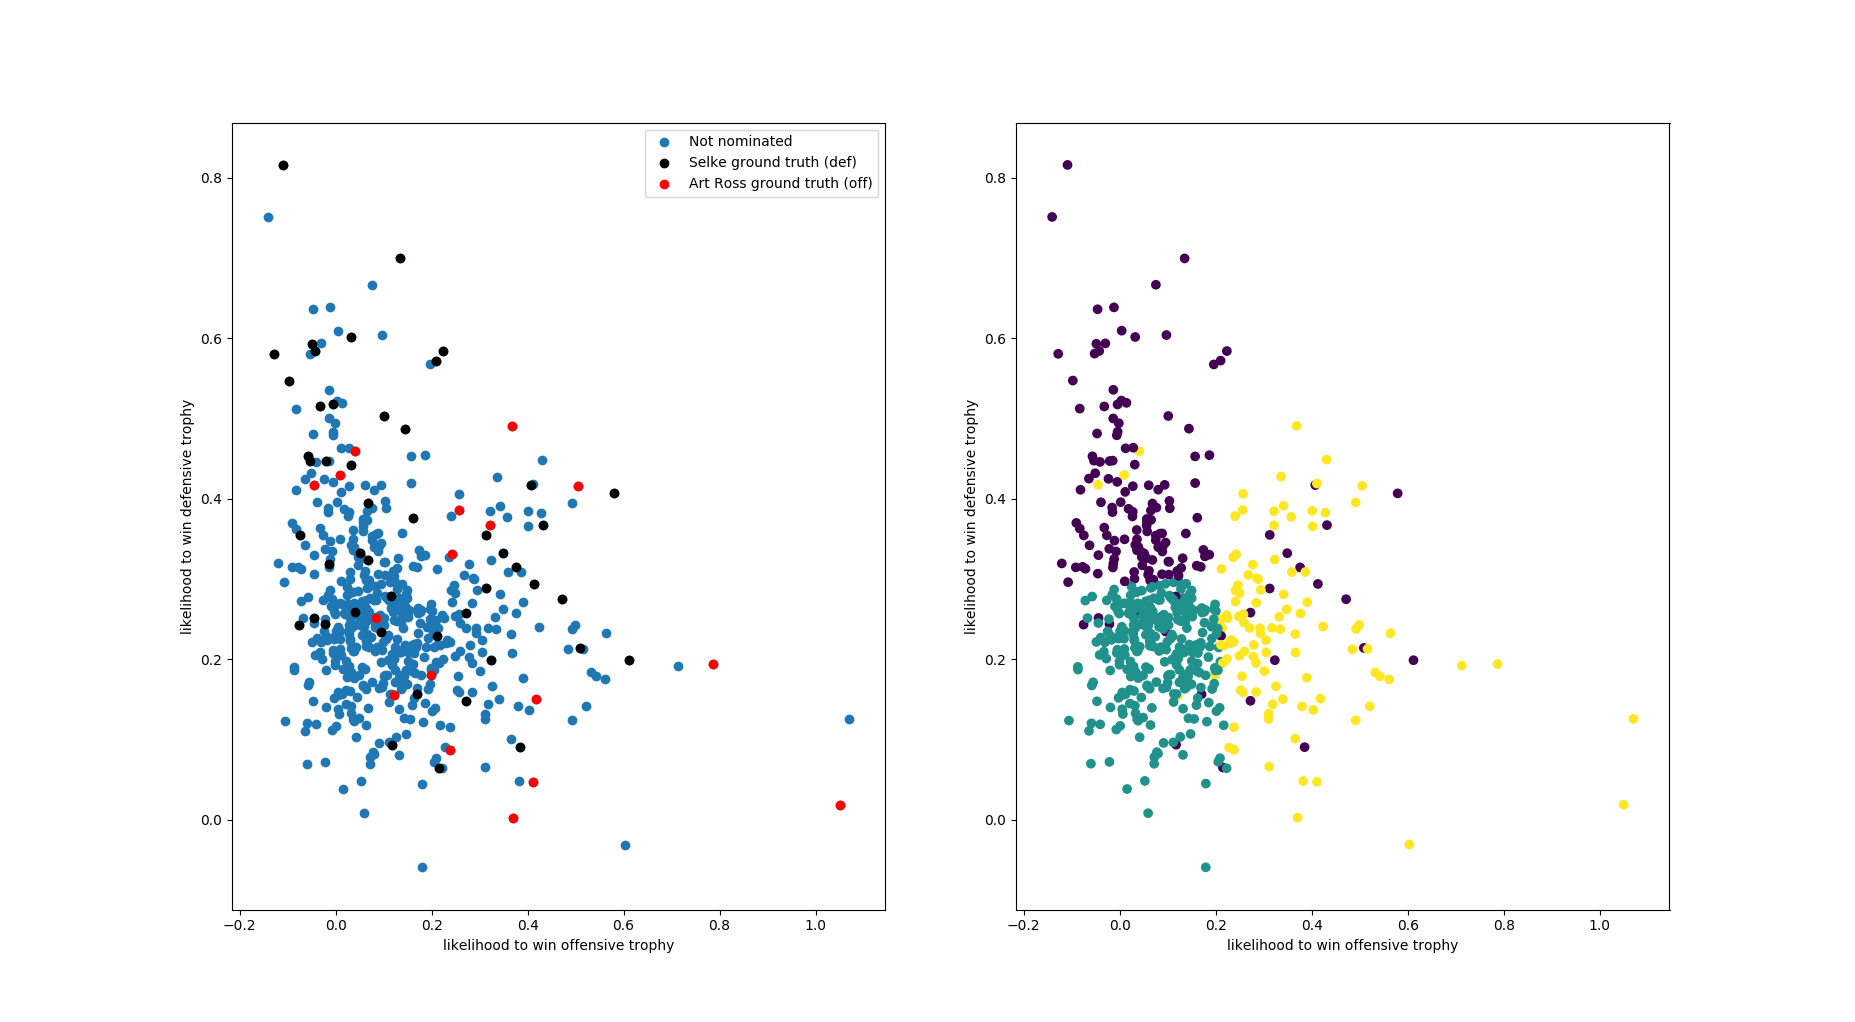 Not nominated
Selke ground truth (def)
Art Ross ground truth (off)
likelihood to win defensive trophy
0.8
0.6
0.4
0.2
0.0
−0.2 0.0 0.2 0.4 0.6 0.8 1.0
likelihood to win offensive trophy
likelihood to win defensive trophy
0.8
0.6
0.4
0.2
0.0
−0.2 0.0 0.2 0.4 0.6 0.8 1.0
likelihood to win offensive trophy